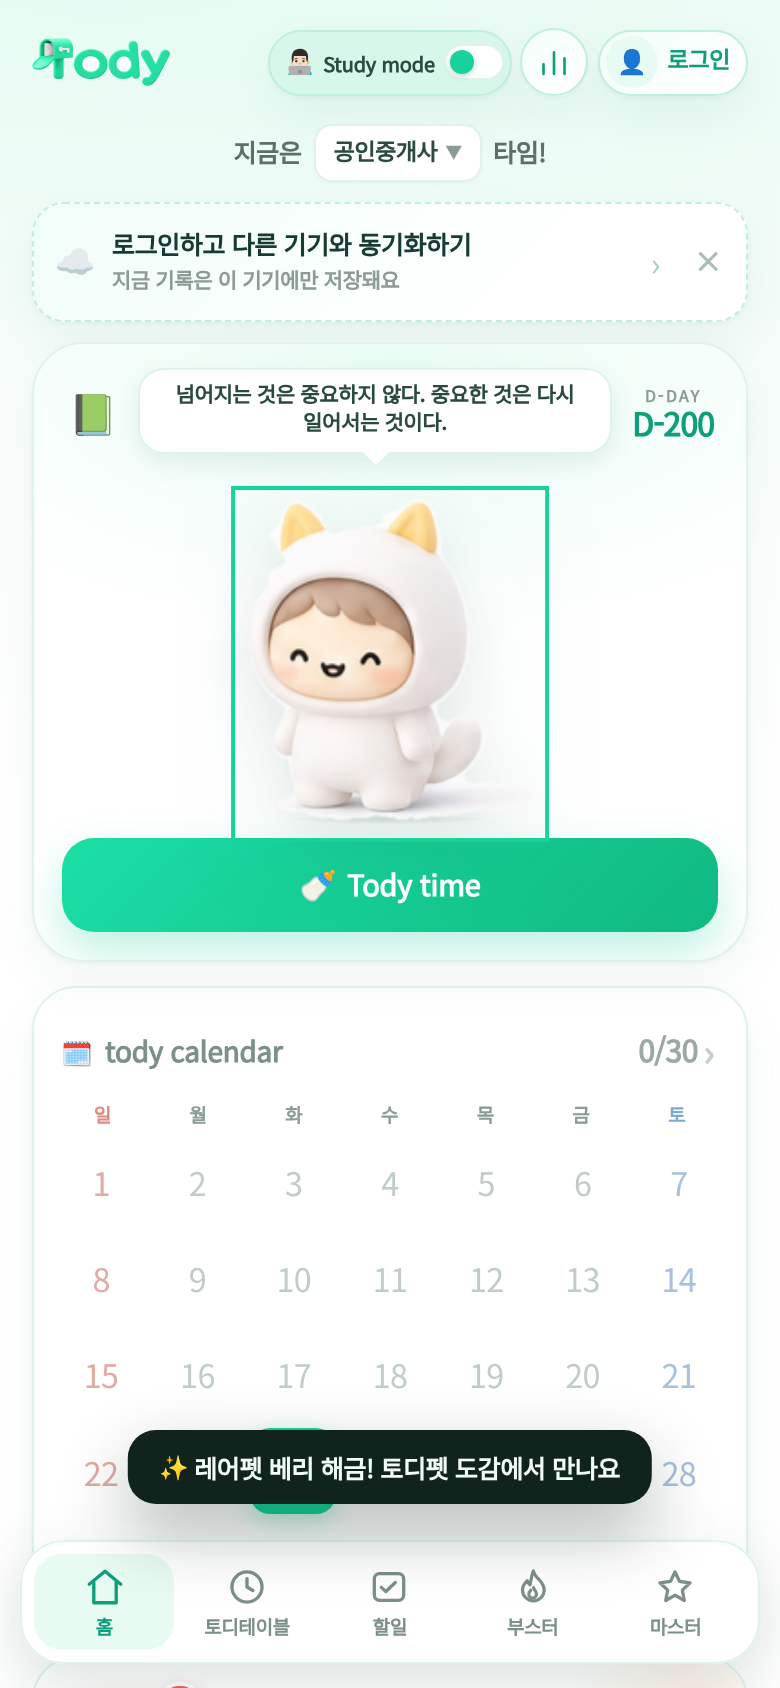 Tody
Study mode
로그인
지금은 공인중개사 ▼ 타임!
로그인하고 다른 기기와 동기화하기
지금 기록은 이 기기에만 저장돼요
넘어지는 것은 중요하지 않다. 중요한 것은 다시
일어서는 것이다.
D-DAY
D-200
Tody time
tody calendar
0/30 ›
일 월 화 수 목 금 토
1 2 3 4 5 6 7
8 9 10 11 12 13 14
15 16 17 18 19 20 21
22 28
✨ 레어펫 베리 해금! 토디펫 도감에서 만나요
홈 토디테이블 할일 부스터 마스터